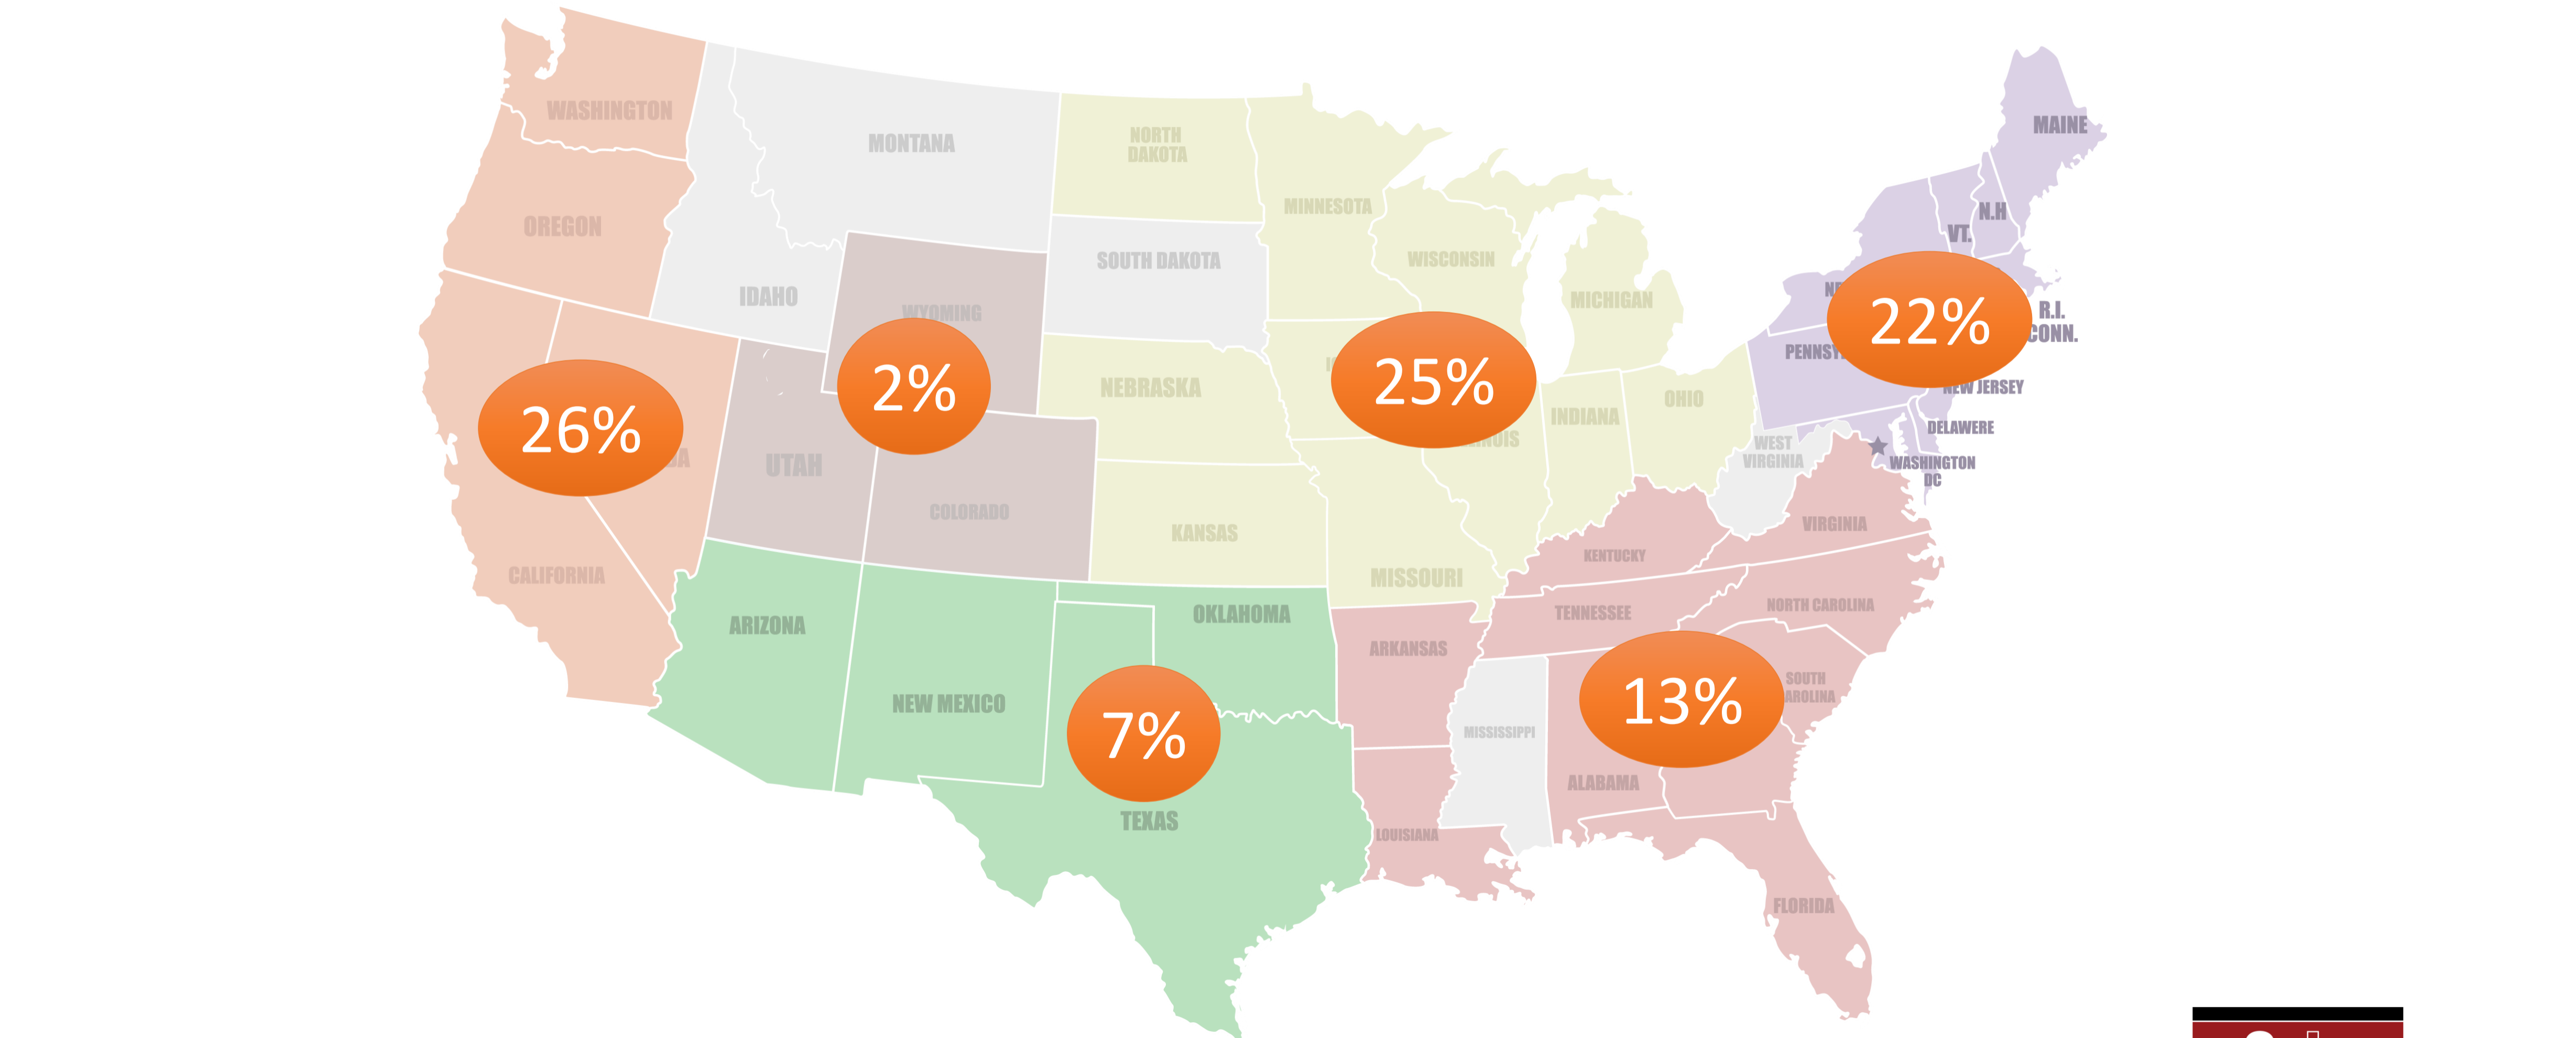 WASHINGTON
MONTANA
NORTH
DAKOTA
MAINE
OREGON
MINNESOTA
N.H
VT.
IDAHO
WYOMING
SOUTH DAKOTA
WISCONSIN
MICHIGAN
22%
R.I.
CONN.
26%
2%
25%
NEBRASKA
OHIO
INDIANA
NEW JERSEY
DELAWERE
UTAH
COLORADO
KANSAS
WEST
VIRGINIA
WASHINGTON
DC
CALIFORNIA
MISSOURI
KENTUCKY
VIRGINIA
ARIZONA
OKLAHOMA
TENNESSEE
NORTH CAROLINA
NEW MEXICO
ARKANSAS
13%
SOUTH
7%
MISSISSIPPI
TEXAS
ALABAMA
LOUISIANA
FLORIDA